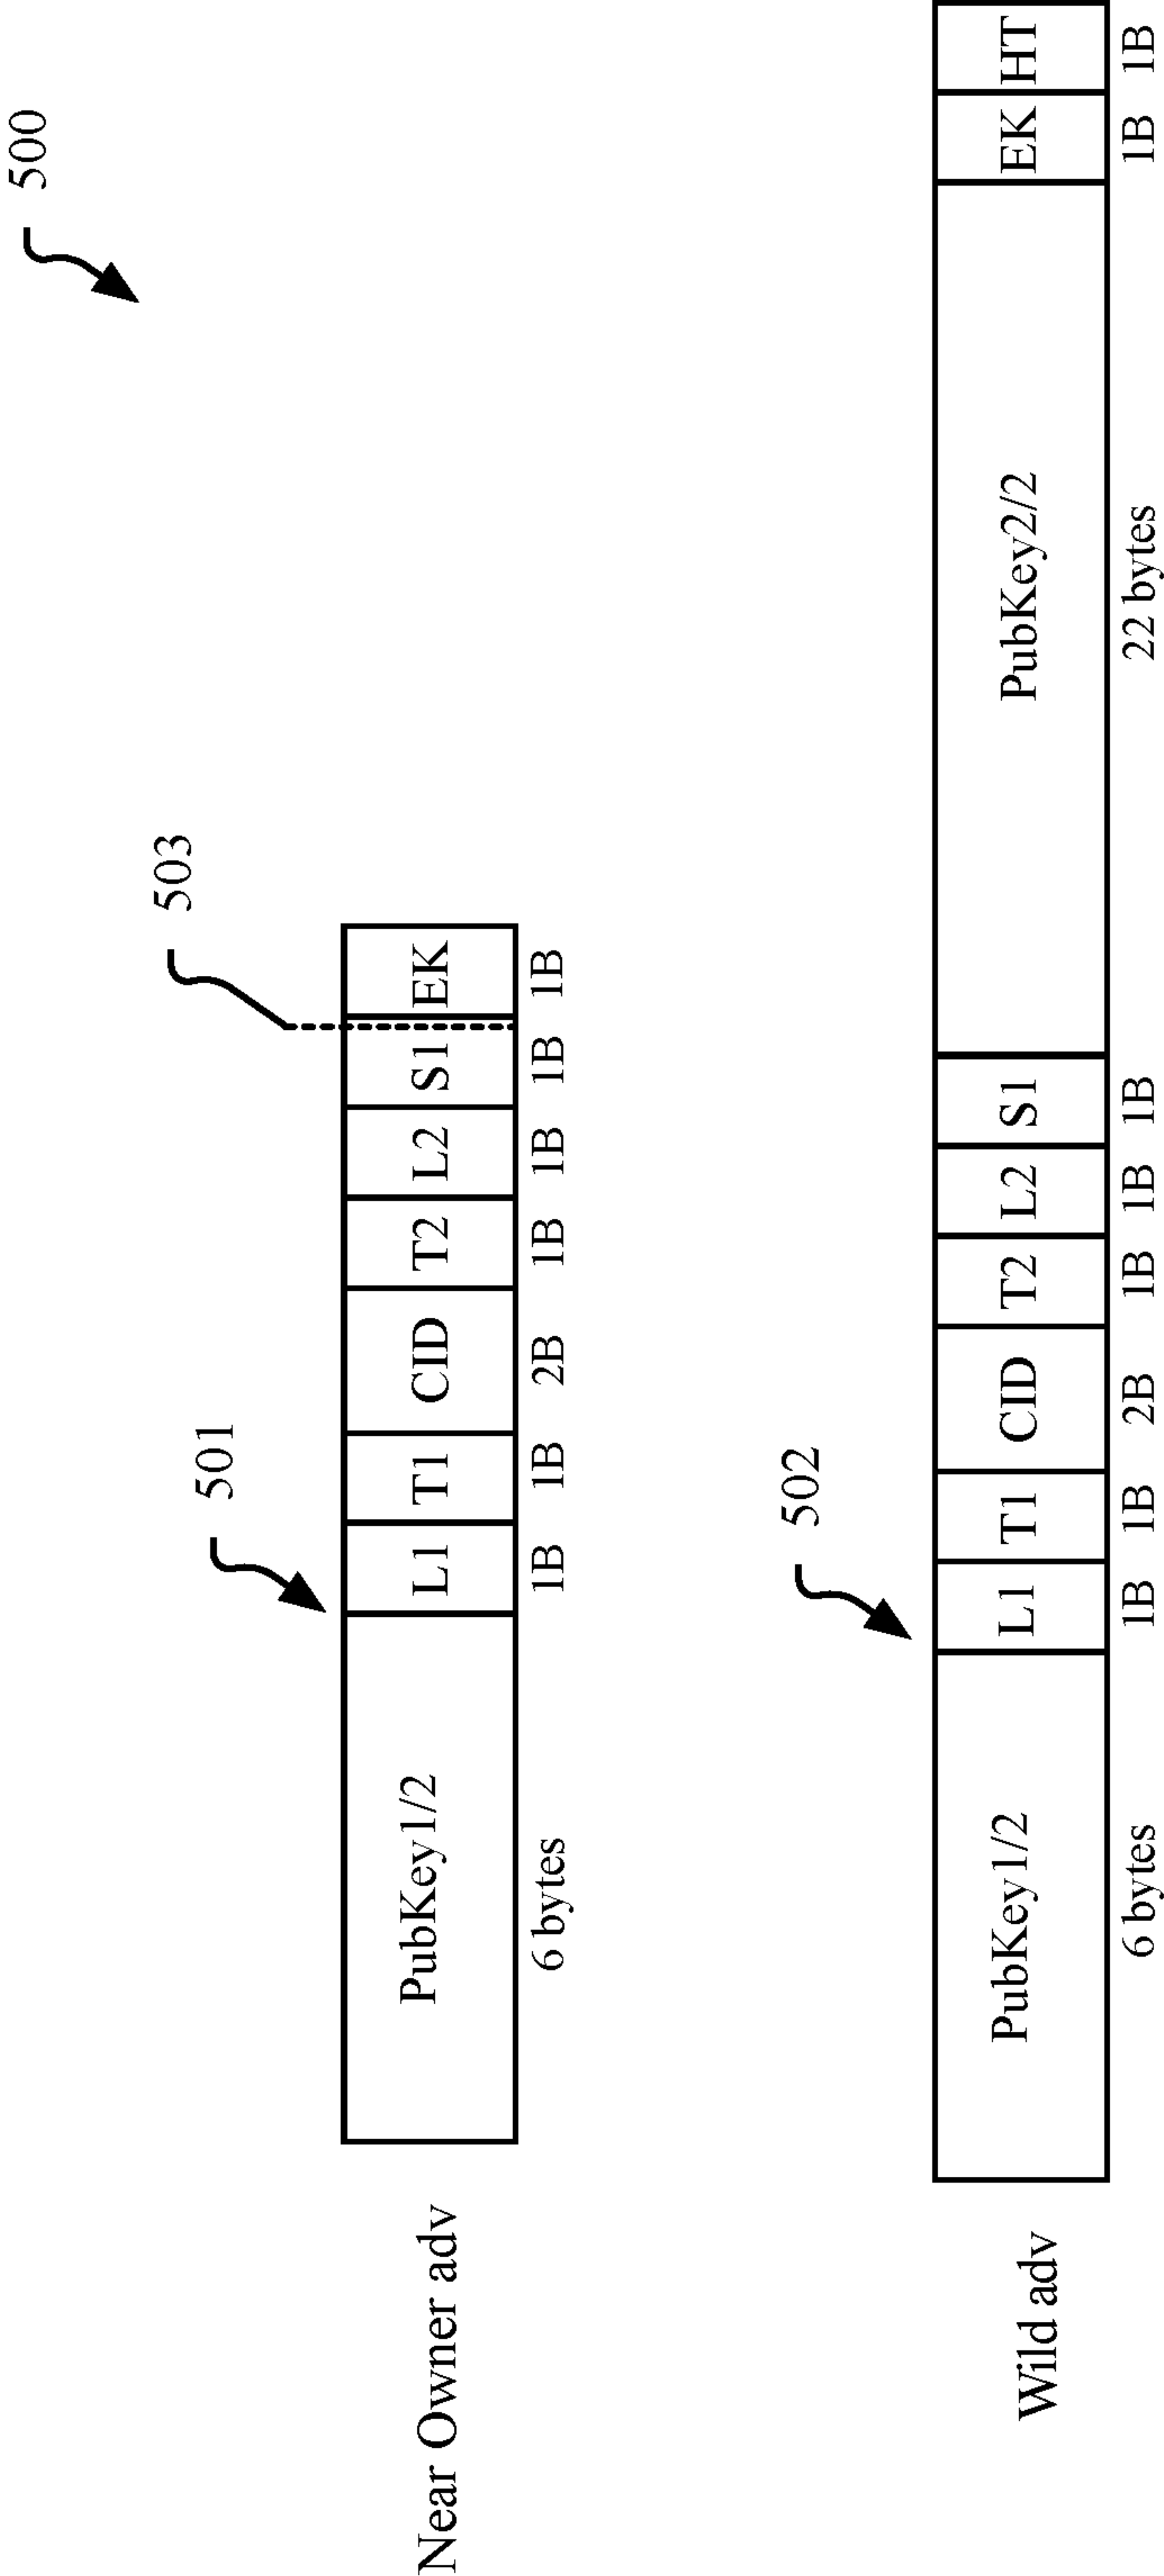 500
503
501
Near Owner adv
PubKey1/2 L1 T1 CID T2 L2 S1 EK
6 bytes 1B 1B 2B 1B 1B 1B 1B
502
Wild adv
PubKey1/2 L1 T1 CID T2 L2 S1 PubKey2/2 EK HT
6 bytes 1B 1B 2B 1B 1B 1B 22 bytes 1B 1B